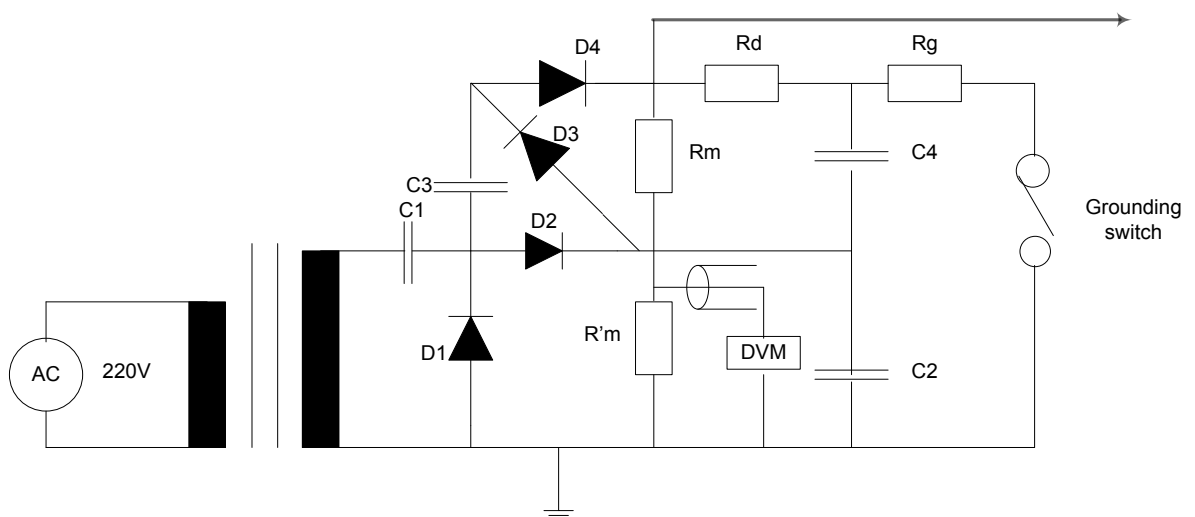 D4
Rd
Rg
D3
Rm
C4
C3
C1
D2
Grounding
switch
R'm
D1
DVM
C2
AC
220V